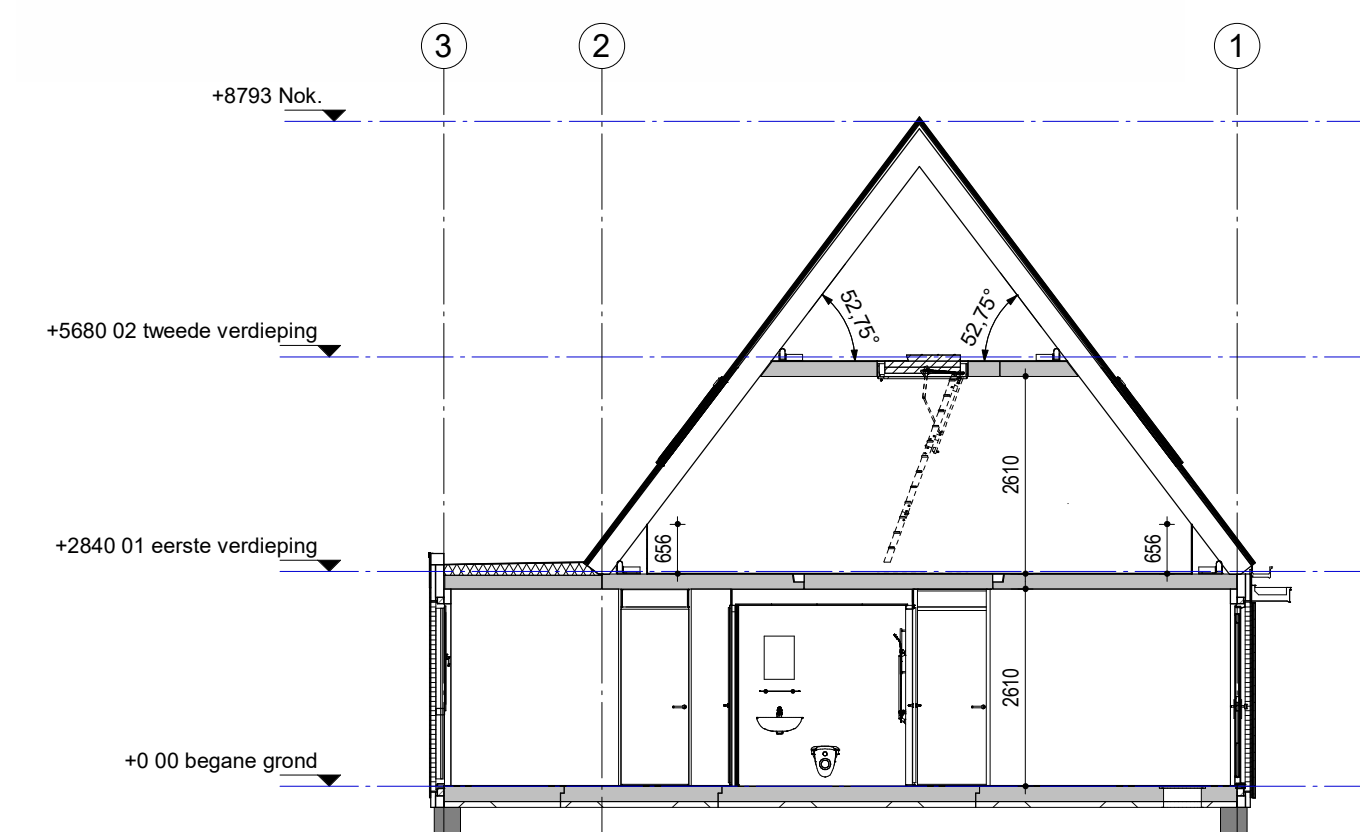 3
2
1
+8793 Nok.
52,75°
52,75°
+5680 02 tweede verdieping
2610
+2840 01 eerste verdieping
656
656
2610
+0 00 begane grond